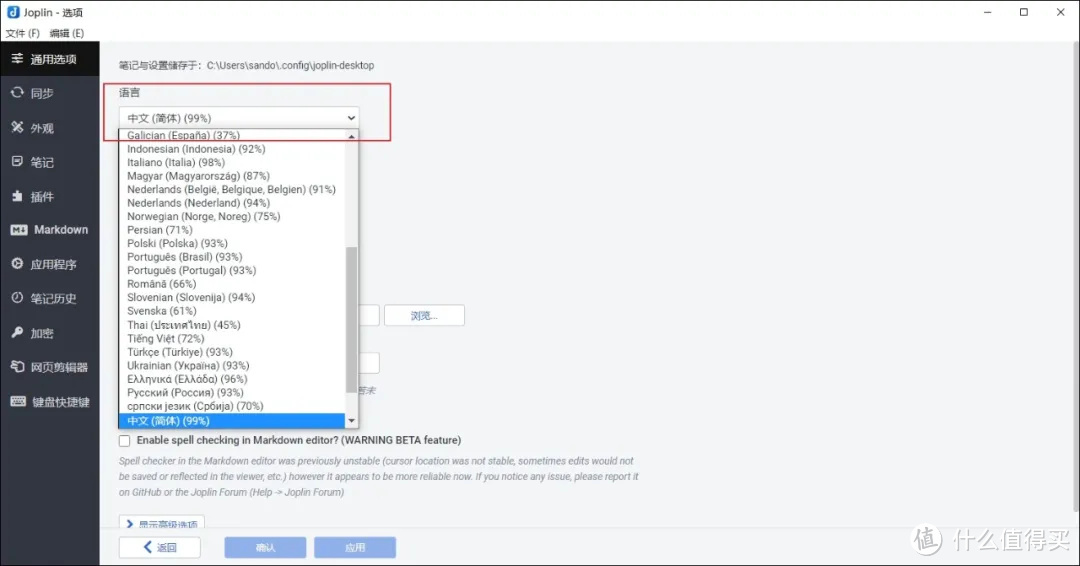 Joplin - 选项
文件 (F) 编辑 (E)
通用选项
同步
外观
笔记
插件
Markdown
应用程序
笔记历史
加密
网页剪辑器
键盘快捷键
笔记与设置储存于: C:\Users\sando\.config\joplin-desktop
语言
中文 (简体) (99%)
Galician (España) (37%)
Indonesian (Indonesia) (92%)
Italiano (Italia) (98%)
Magyar (Magyarország) (87%)
Nederlands (België, Belgique, Belgien) (91%)
Nederlands (Nederland) (94%)
Norwegian (Norge, Noreg) (75%)
Persian (71%)
Polski (Polska) (93%)
Português (Brasil) (93%)
Português (Portugal) (93%)
Română (66%)
Slovenian (Slovenija) (94%)
Svenska (61%)
Thai (ประเทศไทย) (45%)
Tiếng Việt (72%)
Türkçe (Türkiye) (93%)
Ukrainian (Україна) (93%)
Ελληνικά (Ελλάδα) (96%)
Русский (Россия) (93%)
српски језик (Србија) (70%)
中文 (简体) (99%)
浏览...
Enable spell checking in Markdown editor? (WARNING BETA feature)
Spell checker in the Markdown editor was previously unstable (cursor location was not stable, sometimes edits would not
be saved or reflected in the viewer, etc.) however it appears to be more reliable now. If you notice any issue, please report it
on GitHub or the Joplin Forum (Help -> Joplin Forum)
显示高级选项
返回
确认
应用
值 什么值得买